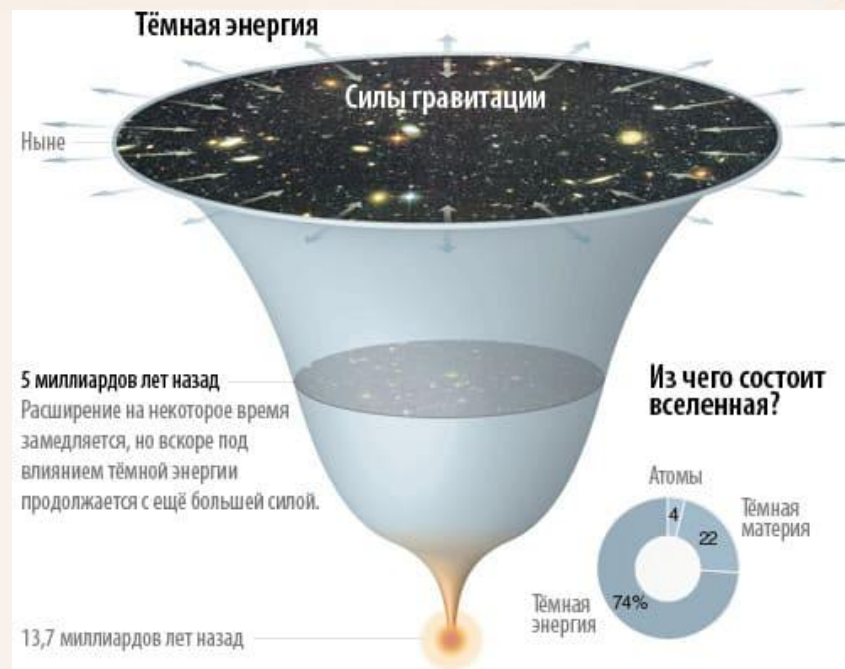 Тёмная энергия
Силы гравитации
Ныне
5 миллиардов лет назад
Расширение на некоторое время
замедляется, но вскоре под
влиянием тёмной энергии
продолжается с ещё большей силой.
Из чего состоит
вселенная?
Атомы
4
Тёмная
материя
22
Тёмная
энергия
74%
13,7 миллиардов лет назад